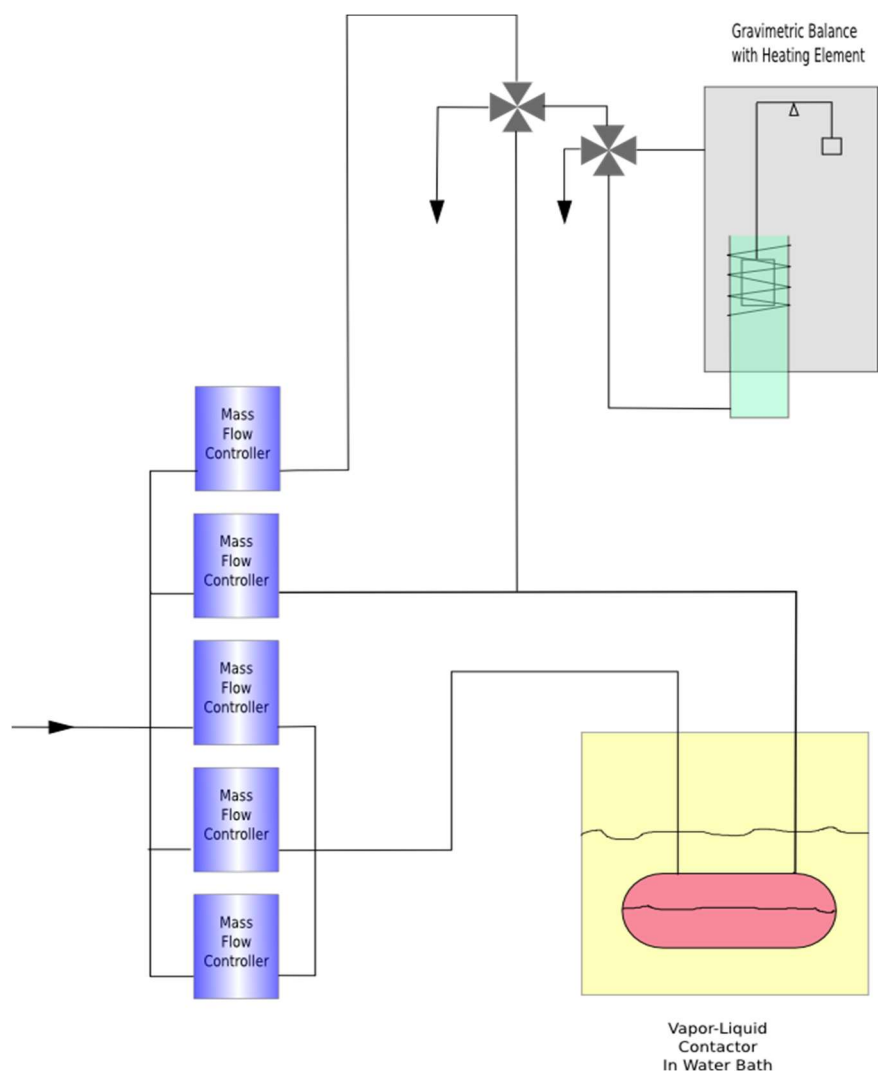 Gravimetric Balance
with Heating Element
Mass
Flow
Controller
Mass
Flow
Controller
Mass
Flow
Controller
Mass
Flow
Controller
Mass
Flow
Controller
Vapor-Liquid
Contactor
In Water Bath